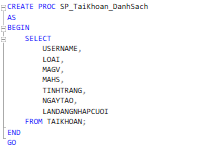 CREATE PROC SP_TaiKhoan_DanhSach
AS
BEGIN
SELECT
USERNAME,
LOAI,
MAGV,
MAHS,
TINHTRANG,
NGAYTAO,
LANDANGNHAPCUOI
FROM TAIKHOAN;
END
GO